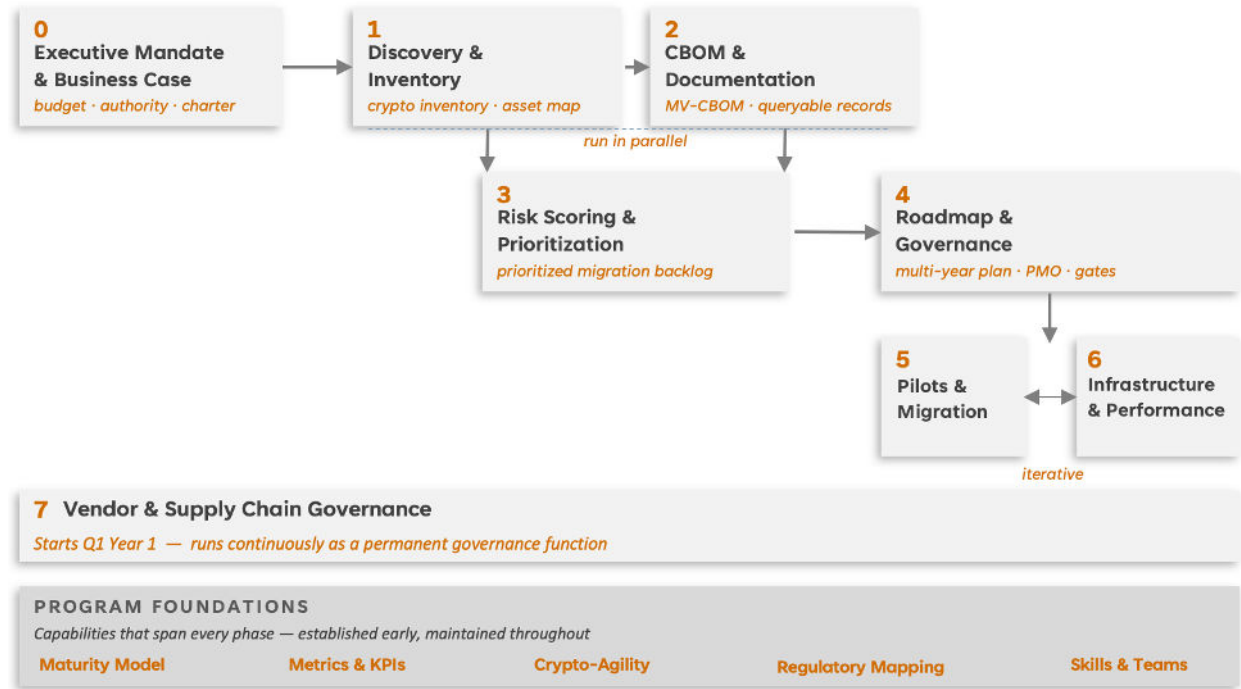 0
Executive Mandate
& Business Case
budget · authority · charter
1
Discovery &
Inventory
crypto inventory · asset map
2
CBOM &
Documentation
MV-CBOM · queryable records
run in parallel
3
Risk Scoring &
Prioritization
prioritized migration backlog
4
Roadmap &
Governance
multi-year plan · PMO · gates
5
Pilots &
Migration
6
Infrastructure
& Performance
iterative
7 Vendor & Supply Chain Governance
Starts Q1 Year 1 — runs continuously as a permanent governance function
PROGRAM FOUNDATIONS
Capabilities that span every phase — established early, maintained throughout
Maturity Model
Metrics & KPIs
Crypto-Agility
Regulatory Mapping
Skills & Teams